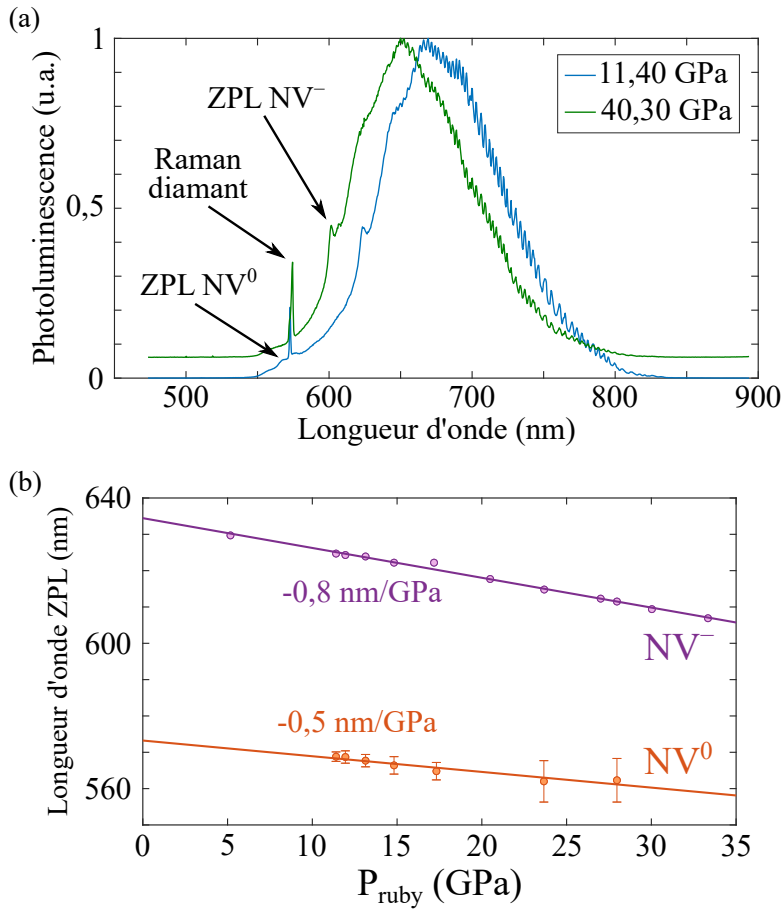 (a)
1
0,5
0
Photoluminescence (u.a.)
ZPL NV⁻
Raman
diamant
ZPL NV⁰
11,40 GPa
40,30 GPa
500
600
700
800
900
Longueur d'onde (nm)
(b)
640
600
560
Longueur d'onde ZPL (nm)
-0,8 nm/GPa
NV⁻
-0,5 nm/GPa
NV⁰
0
5
10
15
20
25
30
35
P_ruby (GPa)